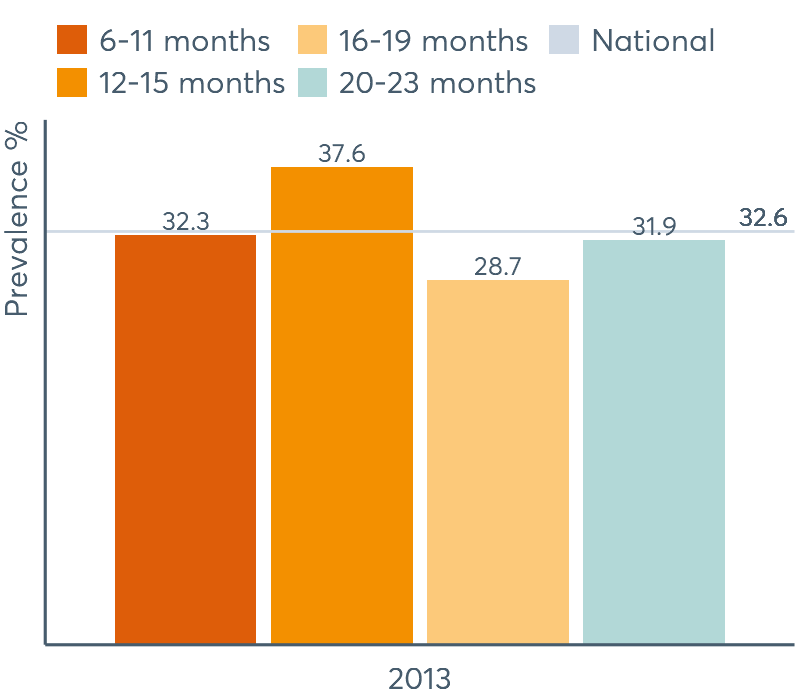 6-11 months 16-19 months National
12-15 months 20-23 months
Prevalence %
37.6
32.3
32.6
31.9
28.7
2013